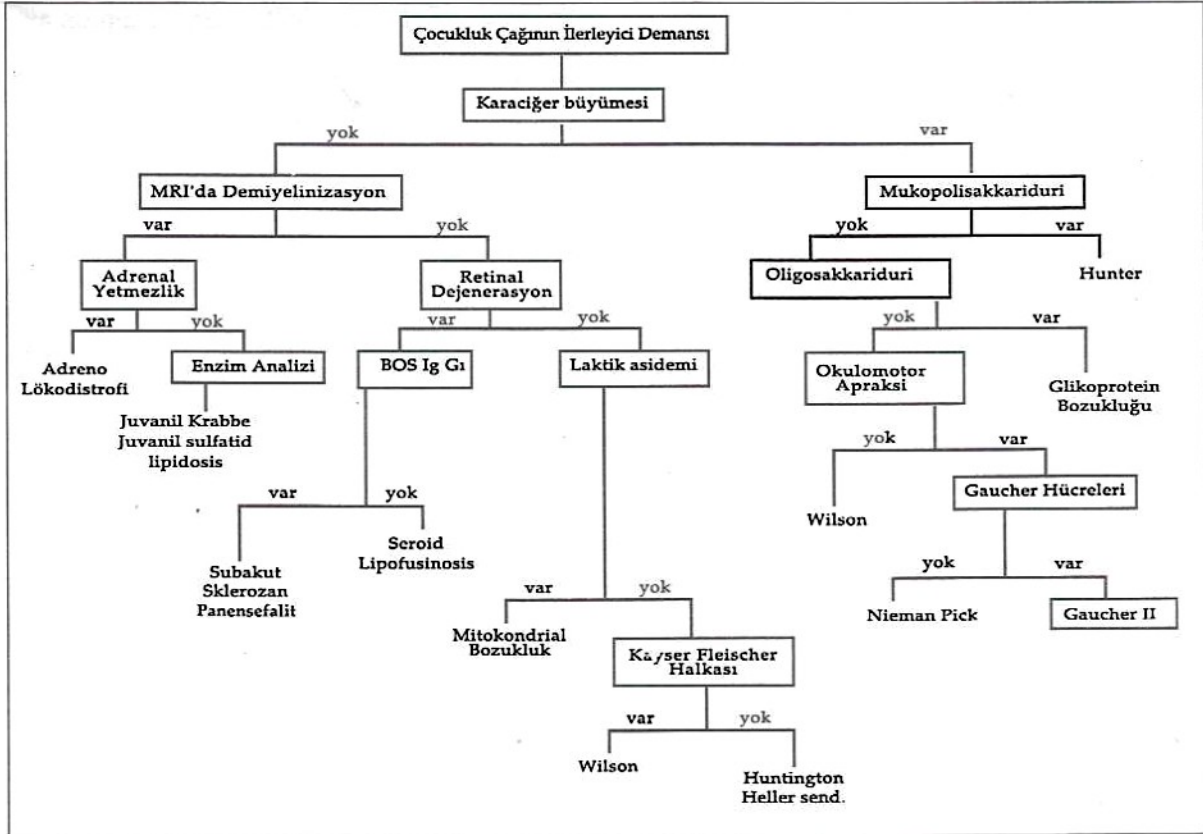 Çocukluk Çağının İlerleyici Demansı
Karaciğer büyümesi
yok
var
MRI'da Demiyelinizasyon
Mukopolisakkariduri
var
yok
yok
var
Adrenal
Yetmezlik
Retinal
Dejenerasyon
Oligosakkariduri
Hunter
var
yok
var
yok
yok
var
Adreno
Lökodistrofi
Enzim Analizi
BOS Ig Gı
Laktik asidemi
Okulomotor
Apraksi
Glikoprotein
Bozukluğu
Juvanil Krabbe
Juvanil sulfatid
lipidosis
yok
var
var
yok
Wilson
Gaucher Hücreleri
Subakut
Sklerozan
Panensefalit
Seroid
Lipofusinosis
yok
var
var
yok
Nieman Pick
Gaucher II
Mitokondrial
Bozukluk
Kayser Fleischer
Halkası
var
yok
Wilson
Huntington
Heller send.